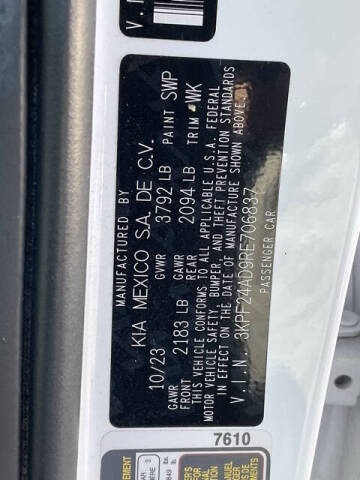 MANUFACTURED BY
KIA MEXICO S.A. DE C.V.
10/23 GVWR 3792 LB PAINT SWP
GAWR FRONT 2183 LB GAWR REAR 2094 LB TRIM WK
THIS VEHICLE CONFORMS TO ALL APPLICABLE U.S.A. FEDERAL
MOTOR VEHICLE SAFETY, BUMPER, AND THEFT PREVENTION STANDARDS
IN EFFECT ON THE DATE OF MANUFACTURE SHOWN ABOVE.
V.I.N. 3KPF24AD9RE706837
PASSENGER CAR
7610